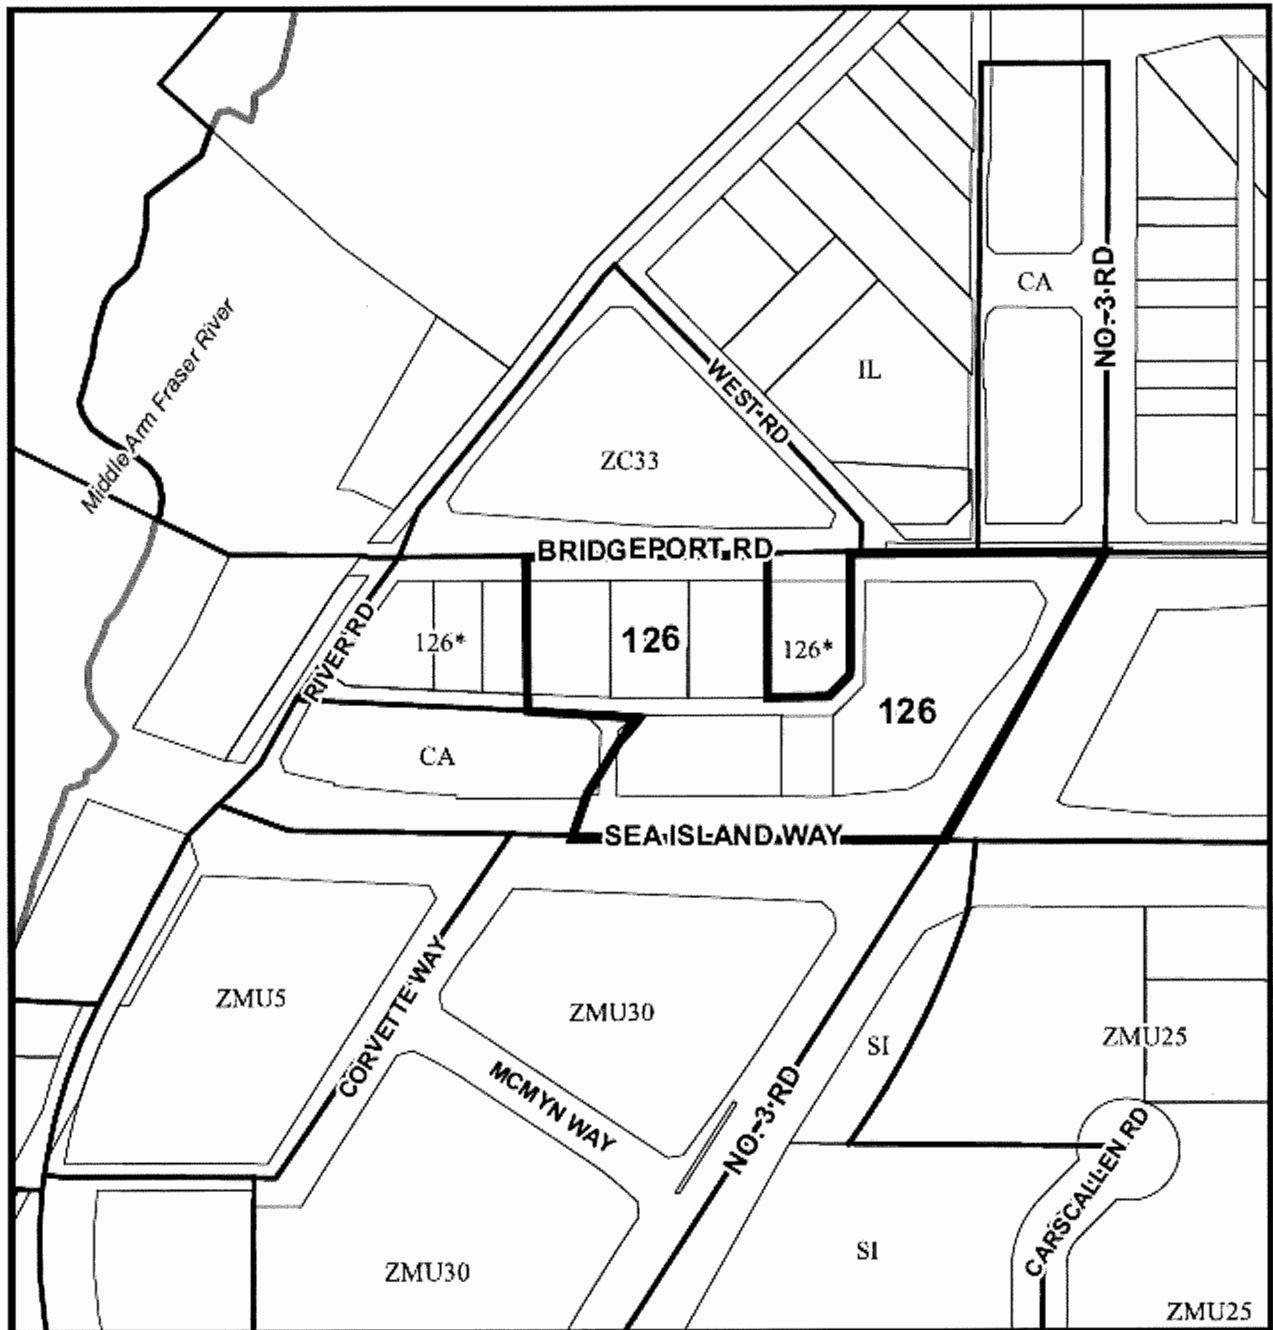 CA
NO. 3 RD
Middle Arm Fraser River
WEST RD
IL
ZC33
BRIDGEPORT RD
RIVER RD
126*
126
126*
126
CA
SEA ISLAND WAY
CORVETTE WAY
ZMU5
ZMU30
SI
ZMU25
MCMYN WAY
NO. 3 RD
CARSCALLEN RD
SI
ZMU30
ZMU25